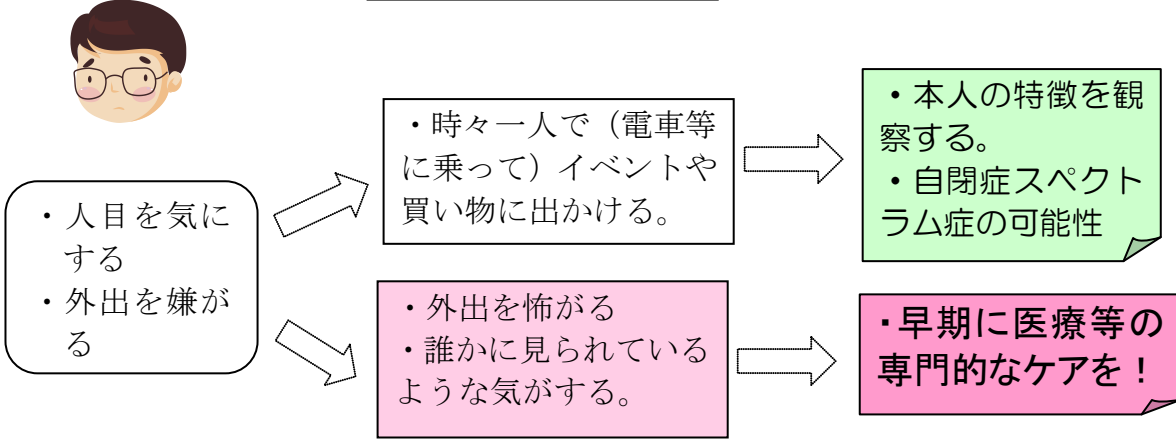 ・人目を気に
する
・外出を嫌が
る
・時々一人で（電車等
に乗って）イベントや
買い物に出かける。
・本人の特徴を観
察する。
・自閉症スペクト
ラム症の可能性
・外出を怖がる
・誰かに見られている
ような気がする。
・早期に医療等の
専門的なケアを！